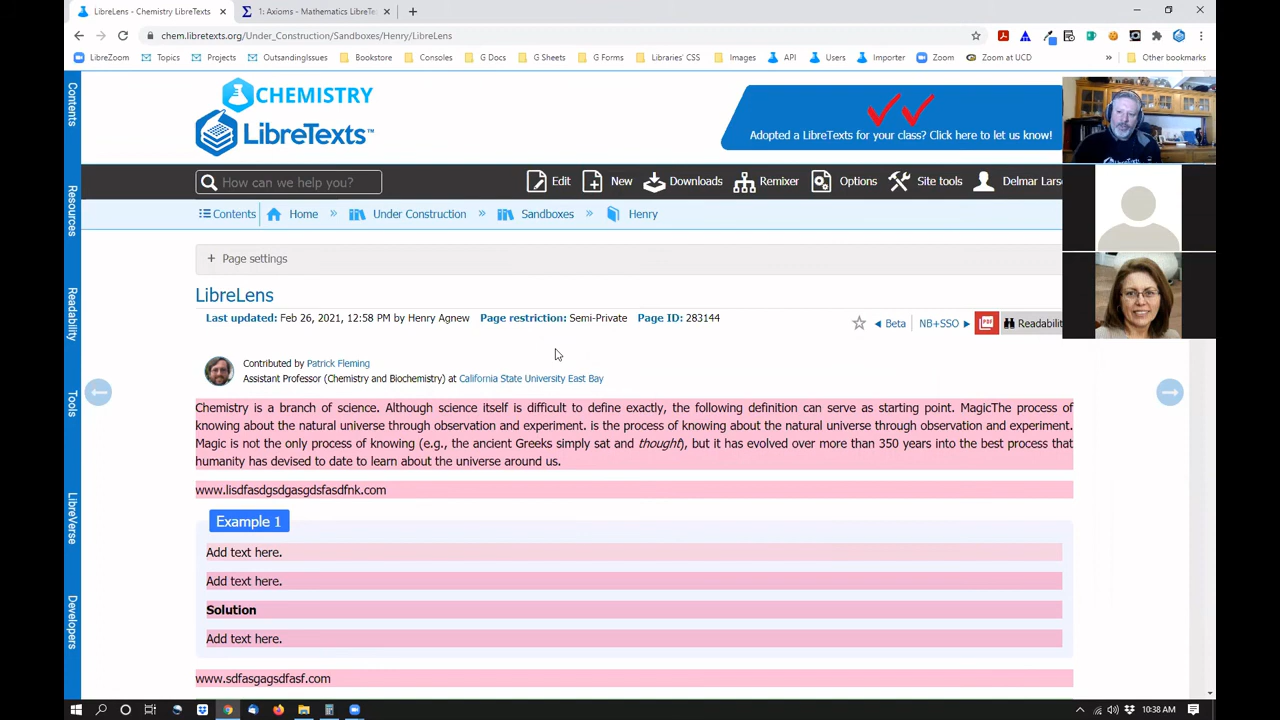 LibreLens - Chemistry LibreTexts
1: Axioms - Mathematics LibreTe
chem.libretexts.org/Under_Construction/Sandboxes/Henry/LibreLens
LibreZoom Topics Projects OutsandingIssues Bookstore Consoles G Docs G Sheets G Forms Libraries' CSS Images API Users Importer Zoom Zoom at UCD » Other bookmarks
Contents
Resources
Readability
Tools
LibreVerse
Developers
CHEMISTRY
LibreTexts™
Adopted a LibreTexts for your class? Click here to let us know!
How can we help you?
Edit New Downloads Remixer Options Site tools Delmar Lars
Contents Home » Under Construction » Sandboxes » Henry
+ Page settings
LibreLens
Last updated: Feb 26, 2021, 12:58 PM by Henry Agnew Page restriction: Semi-Private Page ID: 283144
Beta NB+SSO PDF Readabilit
Contributed by Patrick Fleming
Assistant Professor (Chemistry and Biochemistry) at California State University East Bay
Chemistry is a branch of science. Although science itself is difficult to define exactly, the following definition can serve as starting point. MagicThe process of
knowing about the natural universe through observation and experiment. is the process of knowing about the natural universe through observation and experiment.
Magic is not the only process of knowing (e.g., the ancient Greeks simply sat and thought), but it has evolved over more than 350 years into the best process that
humanity has devised to date to learn about the universe around us.
www.lisdfasdgsdgasgdsfasdfnk.com
Example 1
Add text here.
Add text here.
Solution
Add text here.
www.sdfasgagsdfasf.com
10:38 AM